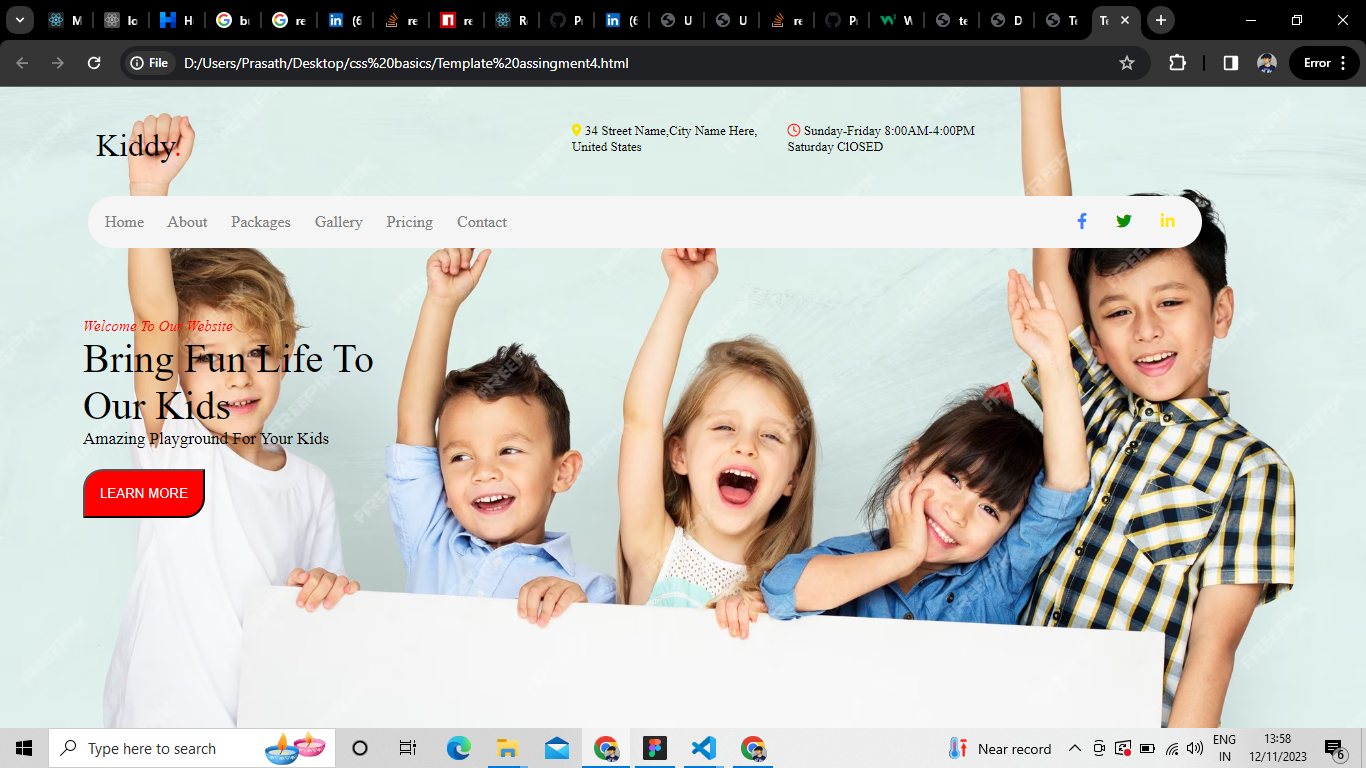 M
Io
H
b
re
(6
re
re
R
P
(6
U
U
re
P
W
te
D
Te
Te
File
D:/Users/Prasath/Desktop/css%20basics/Template%20assingment4.html
Error
Kiddy!
34 Street Name,City Name Here,
United States
Sunday-Friday 8:00AM-4:00PM
Saturday ClOSED
Home About Packages Gallery Pricing Contact
Welcome To Our Website
Bring Fun Life To
Our Kids
Amazing Playground For Your Kids
LEARN MORE
Type here to search
Near record
ENG
IN
13:58
12/11/2023
6